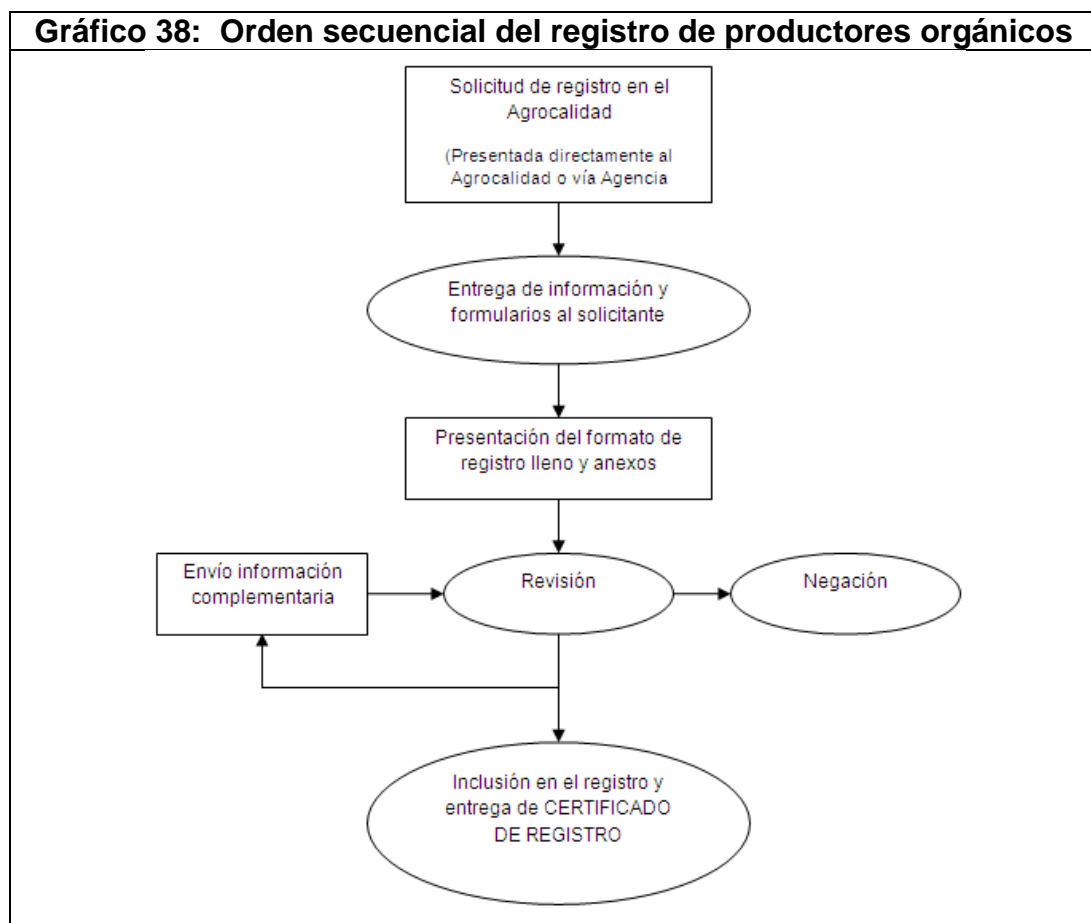 Gráfico 38: Orden secuencial del registro de productores orgánicos
Solicitud de registro en el
Agrocalidad
(Presentada directamente al
Agrocalidad o vía Agencia
Entrega de información y
formularios al solicitante
Presentación del formato de
registro lleno y anexos
Envío información
complementaria
Revisión
Negación
Inclusión en el registro y
entrega de CERTIFICADO
DE REGISTRO